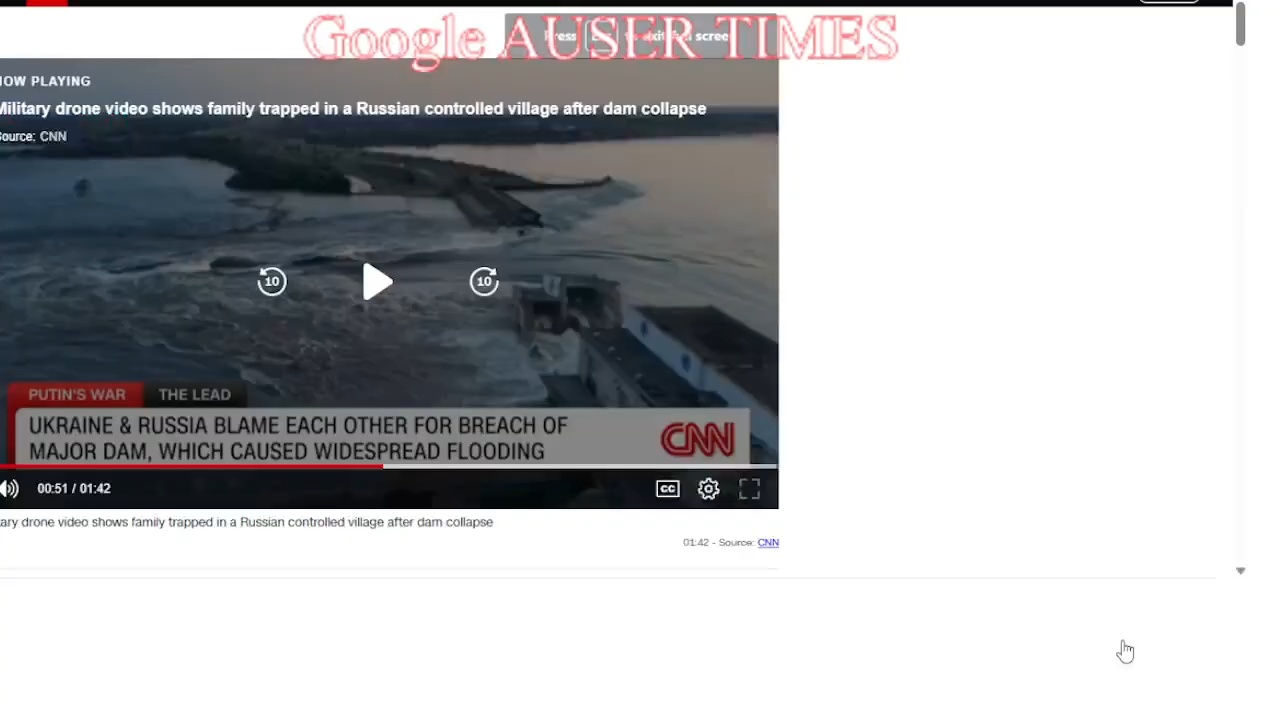 Google AUSER TIMES
NOW PLAYING
Military drone video shows family trapped in a Russian controlled village after dam collapse
Source: CNN
10
10
PUTIN'S WAR THE LEAD
UKRAINE & RUSSIA BLAME EACH OTHER FOR BREACH OF
MAJOR DAM, WHICH CAUSED WIDESPREAD FLOODING
CNN
00:51 / 01:42
CC
tary drone video shows family trapped in a Russian controlled village after dam collapse
01:42 - Source: CNN